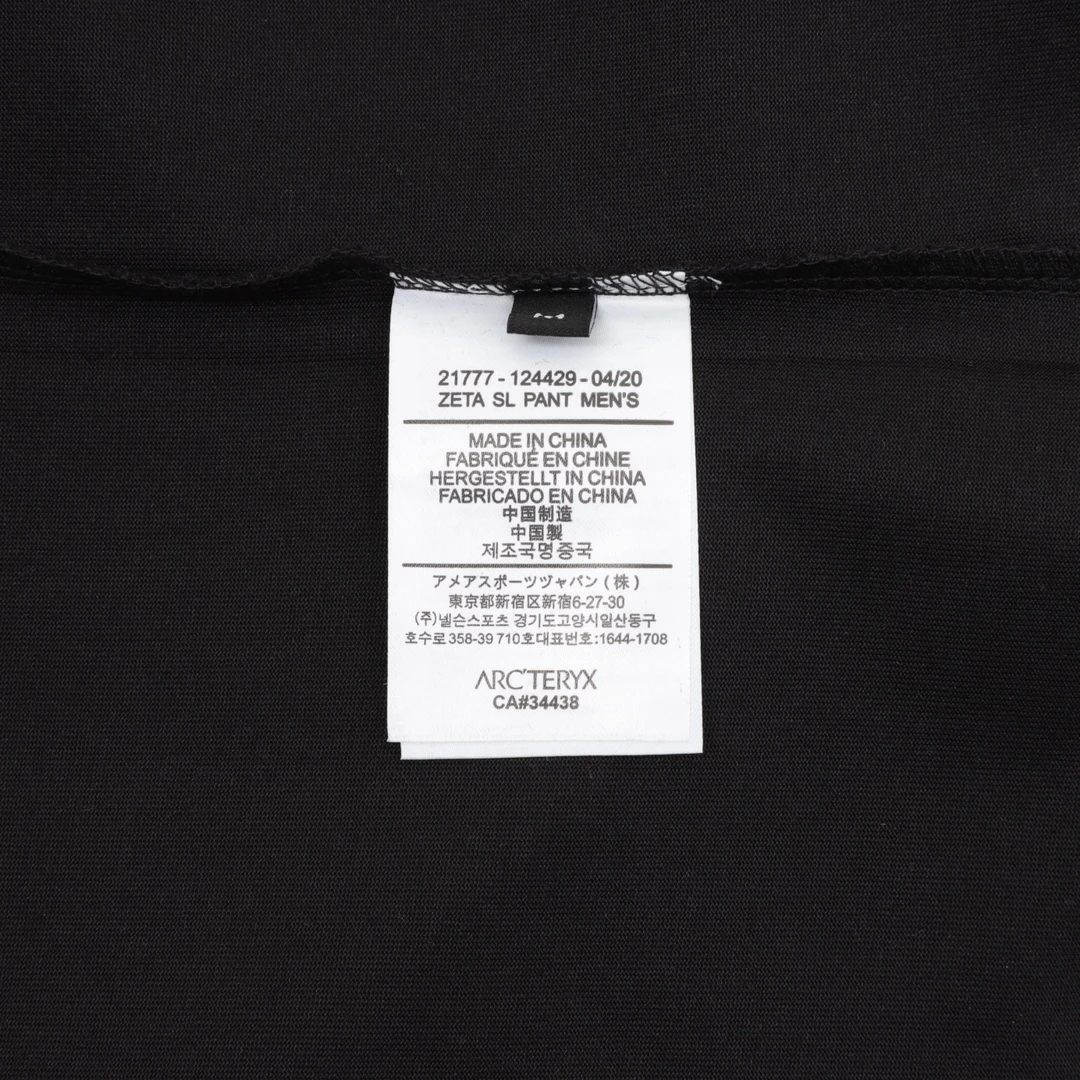 21777 - 124429 - 04/20
ZETA SL PANT MEN'S
MADE IN CHINA
FABRIQUÉ EN CHINE
HERGESTELLT IN CHINA
FABRICADO EN CHINA
中国制造
中国製
제조국명중국
アメアスポーツヅャパン(株)
東京都新宿区新宿6-27-30
(주)넬슨스포츠 경기도고양시일산동구
호수로 358-39 710호대표번호:1644-1708
ARC'TERYX
CA#34438